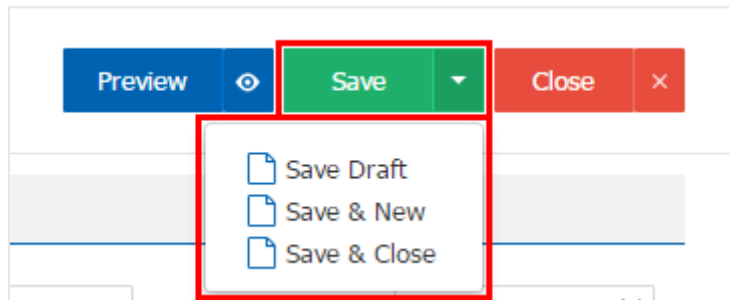 Preview Save Close ×
Save Draft
Save & New
Save & Close